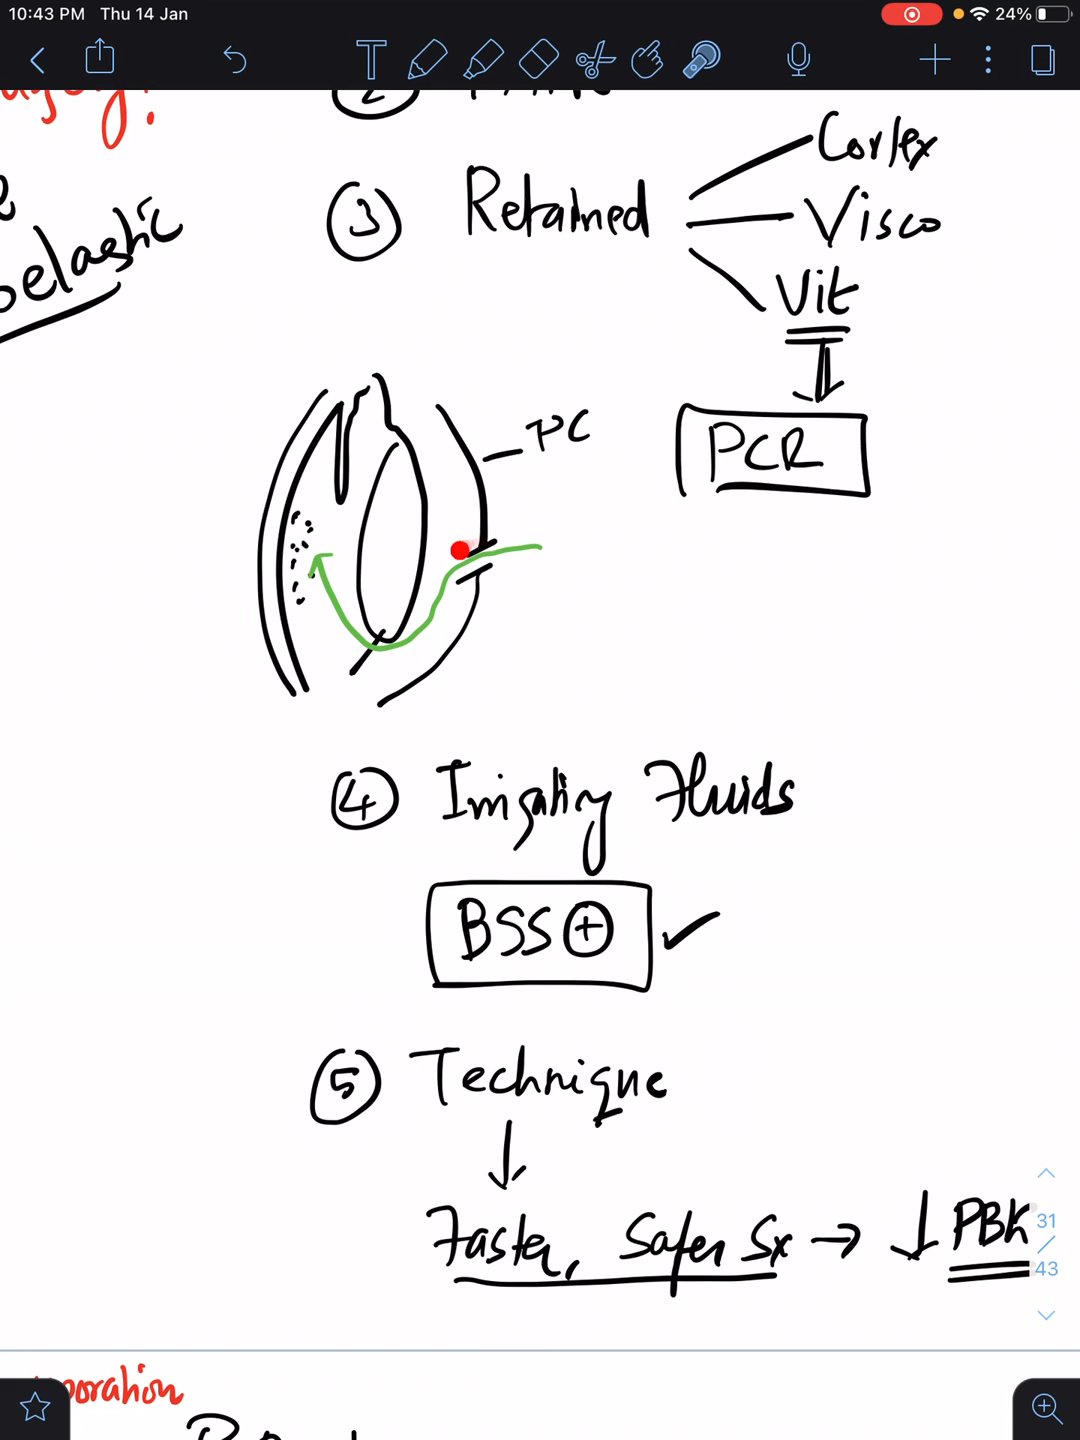 10:43 PM Thu 14 Jan
24%
2
3 Retained
Cortex
Visco
Vit
PCR
PC
4 Irrigating Fluids
BSS +
5 Technique
Faster, Safer Sx → ↓ PBK
31
/
43